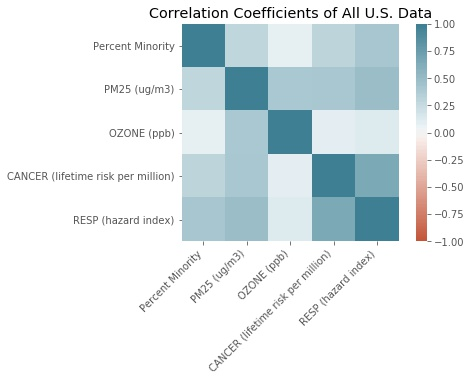 Correlation Coefficients of All U.S. Data
Percent Minority
PM25 (ug/m3)
OZONE (ppb)
CANCER (lifetime risk per million)
RESP (hazard index)
1.00
0.75
0.50
0.25
0.00
−0.25
−0.50
−0.75
−1.00
Percent Minority
PM25 (ug/m3)
OZONE (ppb)
CANCER (lifetime risk per million)
RESP (hazard index)